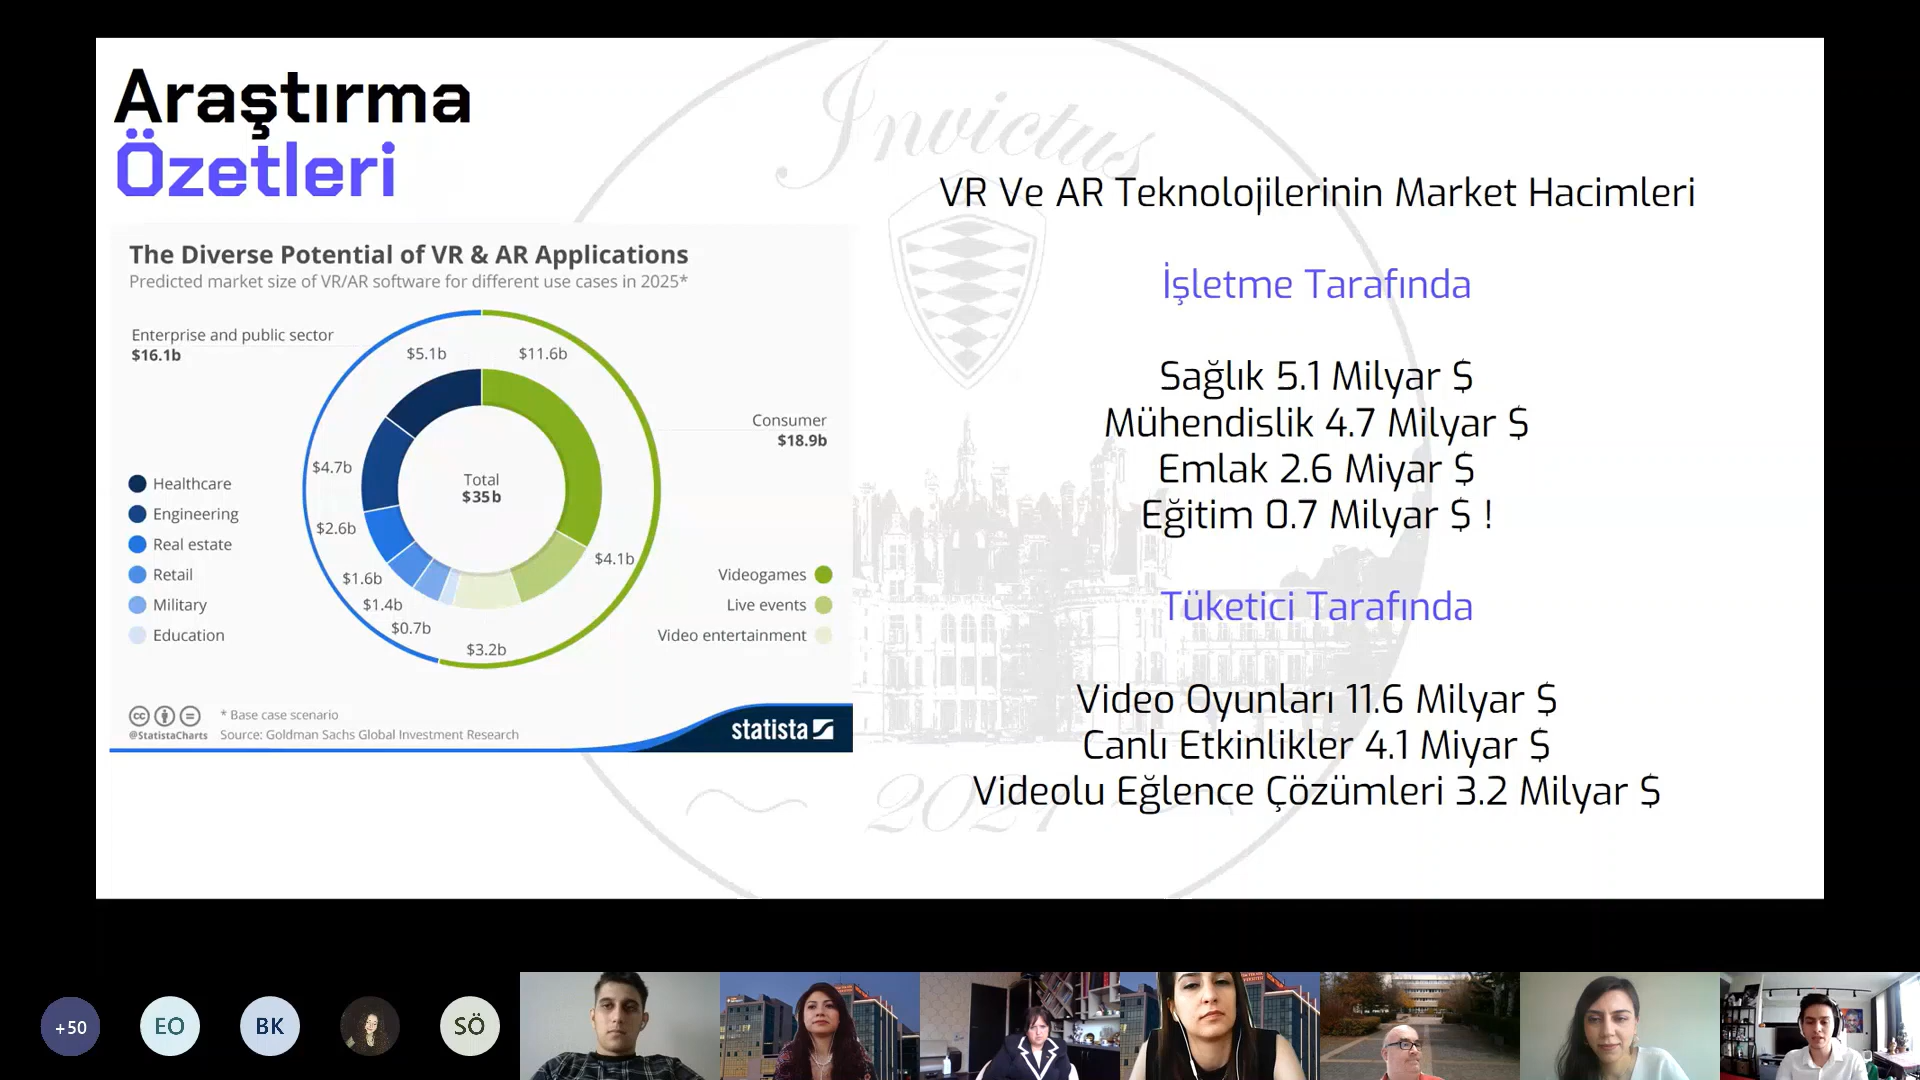 Araştırma
Özetleri
The Diverse Potential of VR & AR Applications
Predicted market size of VR/AR software for different use cases in 2025*
Enterprise and public sector
$16.1b
$5.1b
$11.6b
Consumer
$18.9b
$4.7b
Total
$35b
Healthcare
Engineering
$2.6b
Real estate
$4.1b
Retail
$1.6b
Videogames
Military
$1.4b
Live events
Education
$0.7b
Video entertainment
$3.2b
* Base case scenario
@StatistaCharts
Source: Goldman Sachs Global Investment Research
statista
Invictus
VR Ve AR Teknolojilerinin Market Hacimleri
İşletme Tarafında
Sağlık 5.1 Milyar $
Mühendislik 4.7 Milyar $
Emlak 2.6 Miyar $
Eğitim 0.7 Milyar $ !
Tüketici Tarafında
Video Oyunları 11.6 Milyar $
Canlı Etkinlikler 4.1 Miyar $
Videolu Eğlence Çözümleri 3.2 Milyar $
2021
+50
EO
BK
SÖ